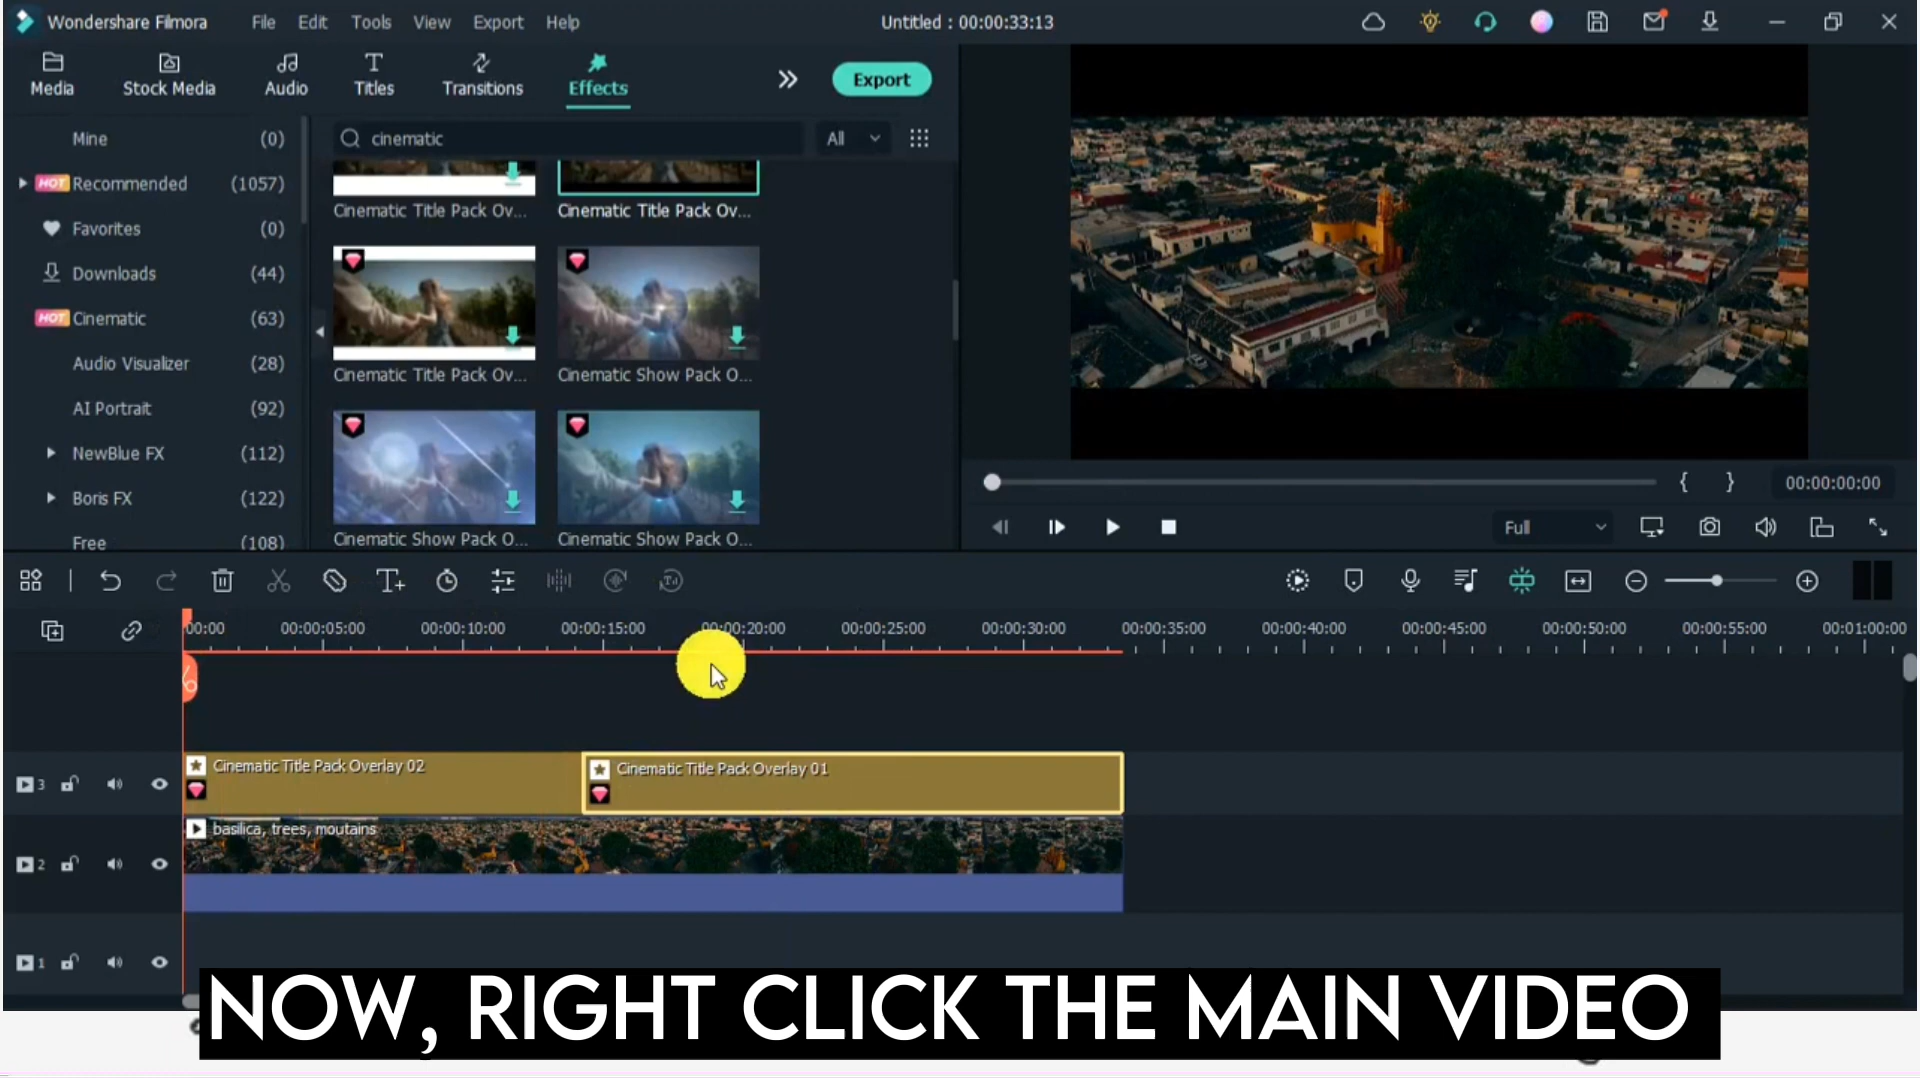 Wondershare Filmora
File
Edit
Tools
View
Export
Help
Untitled : 00:00:33:13
Media
Stock Media
Audio
Titles
Transitions
Effects
Export
Mine (0)
HOT Recommended (1057)
Favorites (0)
Downloads (44)
HOT Cinematic (63)
Audio Visualizer (28)
AI Portrait (92)
NewBlue FX (112)
Boris FX (122)
Free (108)
cinematic
All
Cinematic Title Pack Ov...
Cinematic Title Pack Ov...
Cinematic Title Pack Ov...
Cinematic Show Pack O...
Cinematic Show Pack O...
Cinematic Show Pack O...
{ }
00:00:00:00
Full
00:00
00:00:05:00
00:00:10:00
00:00:15:00
00:00:20:00
00:00:25:00
00:00:30:00
00:00:35:00
00:00:40:00
00:00:45:00
00:00:50:00
00:00:55:00
00:01:00:00
3
Cinematic Title Pack Overlay 02
Cinematic Title Pack Overlay 01
2
basilica, trees, moutains
1
NOW, RIGHT CLICK THE MAIN VIDEO